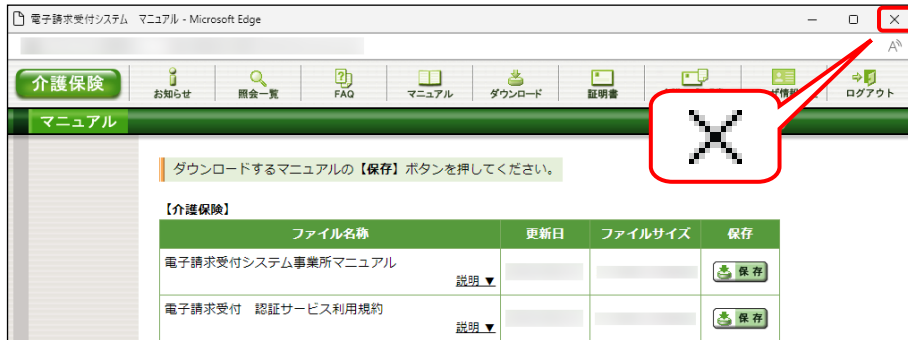 電子請求受付システム　マニュアル - Microsoft Edge
介護保険
お知らせ
照会一覧
FAQ
マニュアル
ダウンロード
証明書
ログアウト
マニュアル
ダウンロードするマニュアルの【保存】ボタンを押してください。
【介護保険】
ファイル名称 更新日 ファイルサイズ 保存
電子請求受付システム事業所マニュアル
説明 ▼
保存
電子請求受付　認証サービス利用規約
説明 ▼
保存